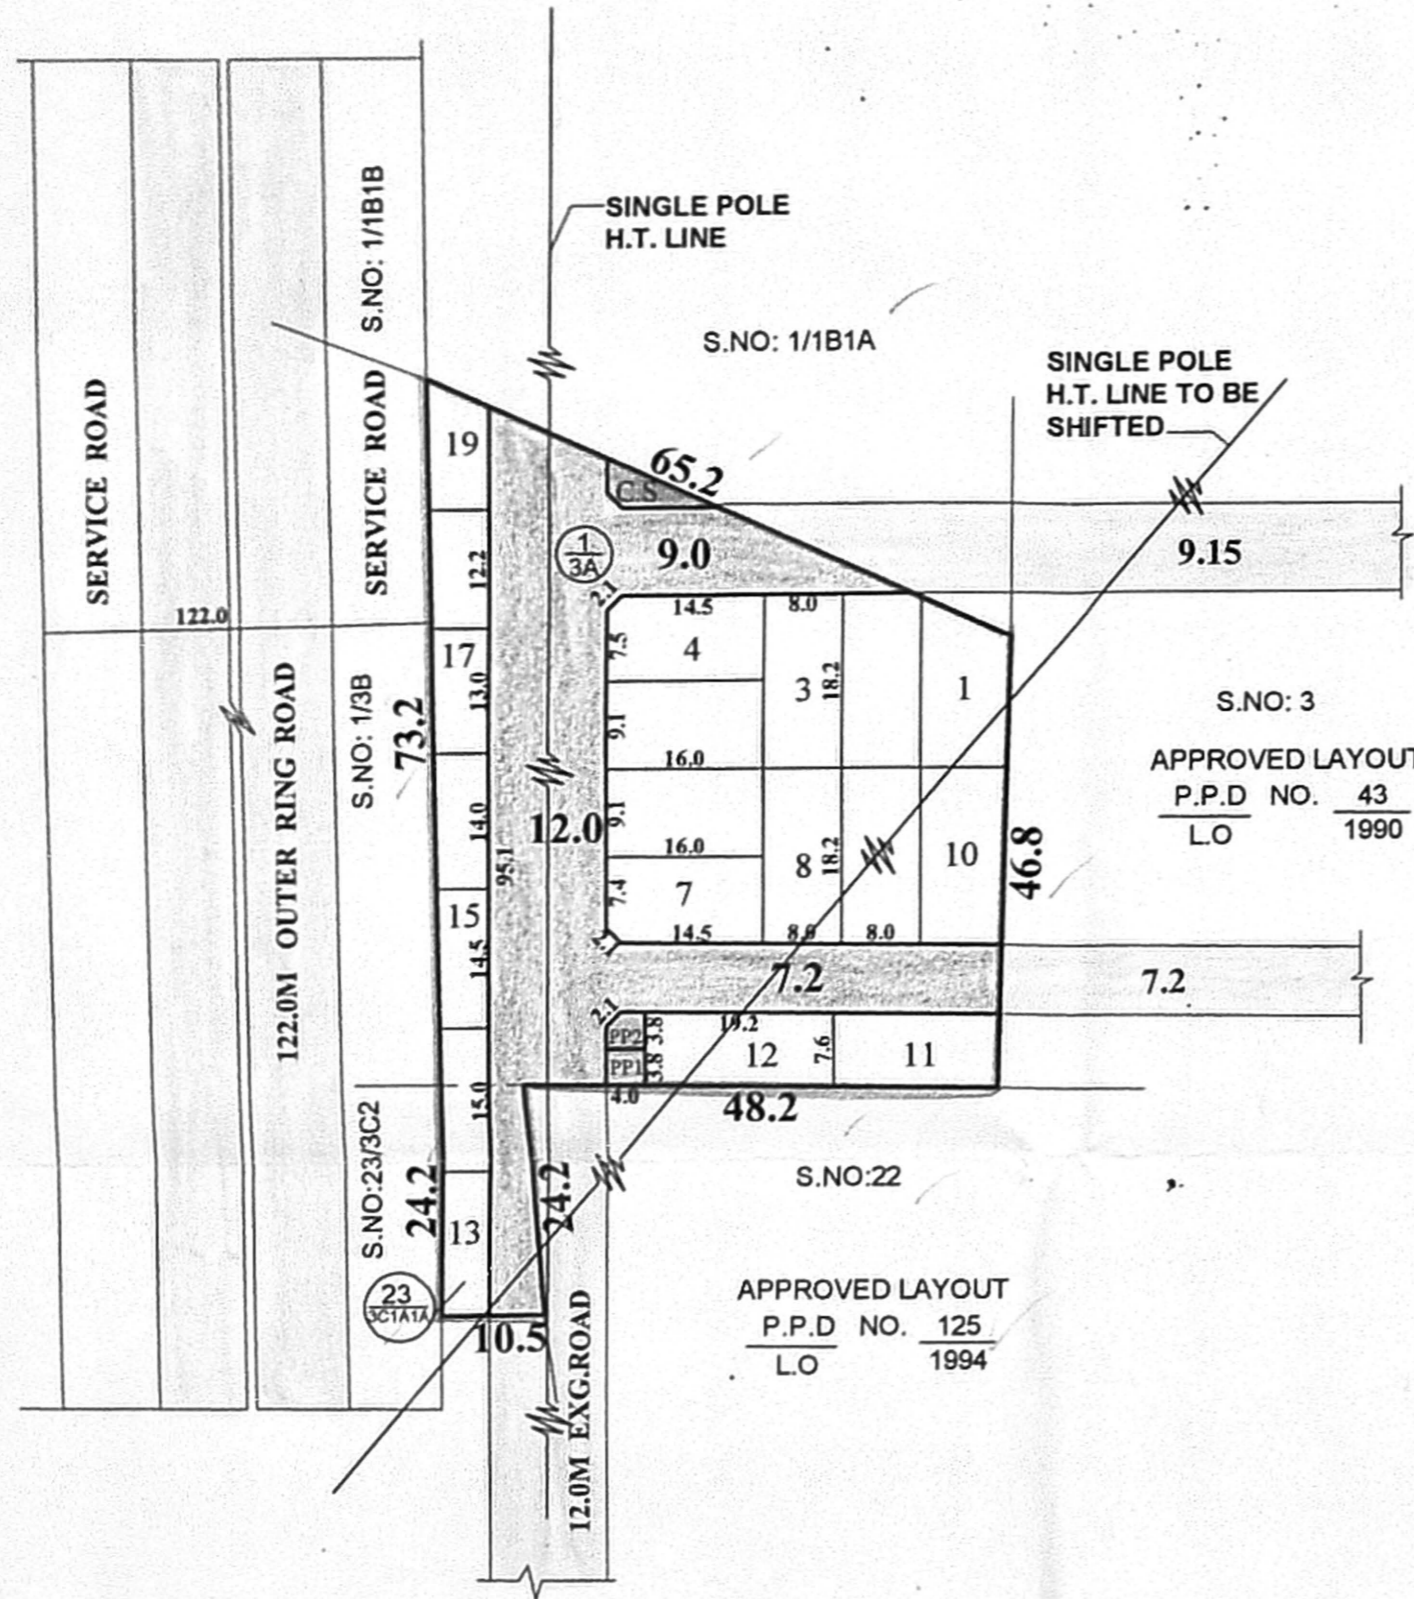 S.NO: 1/1B1B
SINGLE POLE
H.T. LINE
S.NO: 1/1B1A
SINGLE POLE
H.T. LINE TO BE
SHIFTED
SERVICE ROAD
SERVICE ROAD
19
65.2
C.S
1
3A
9.0
9.15
12.2
122.0
2.1
14.5
8.0
17
7.5
4
3
18.2
1
13.0
S.NO: 1/3B
73.2
122.0M OUTER RING ROAD
S.NO: 3
9.1
16.0
APPROVED LAYOUT
P.P.D NO. 43
L.O 1990
14.0
12.0
9.1
16.0
95.1
8
18.2
10
46.8
7.4
7
15
14.5
14.5
8.0
8.0
7.2
7.2
2.1
PP2
3.8
19.2
12
7.6
11
PP1
3.8
15.0
4.0
48.2
S.NO:23/3C2
24.2
24.2
S.NO:22
13
23
3C1A1A
10.5
APPROVED LAYOUT
P.P.D NO. 125
L.O 1994
12.0M EXG.ROAD